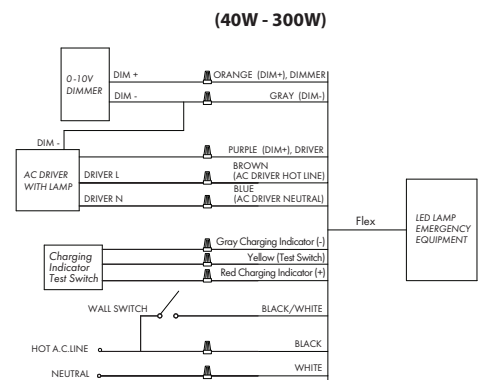 (40W - 300W)
0-10V
DIMMER
DIM +
ORANGE (DIM+), DIMMER
DIM -
GRAY (DIM-)
DIM -
PURPLE (DIM+), DRIVER
AC DRIVER
WITH LAMP
DRIVER L
BROWN
(AC DRIVER HOT LINE)
DRIVER N
BLUE
(AC DRIVER NEUTRAL)
Flex
LED LAMP
EMERGENCY
EQUIPMENT
Charging
Indicator
Test Switch
Gray Charging Indicator (-)
Yellow (Test Switch)
Red Charging Indicator (+)
WALL SWITCH
BLACK/WHITE
HOT A.C.LINE
BLACK
NEUTRAL
WHITE